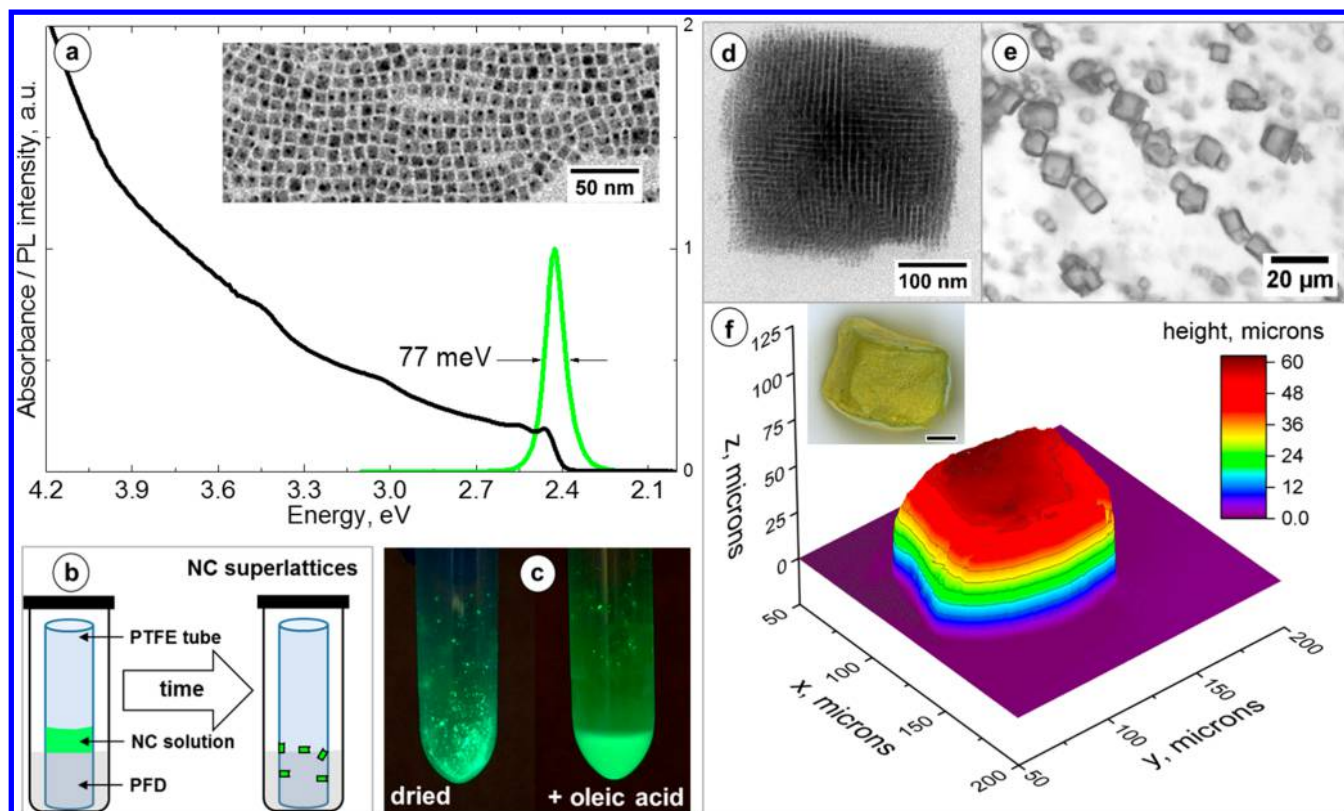 a
Absorbance / PL intensity, a.u.
2
1
0
50 nm
77 meV
4.2 3.9 3.6 3.3 3.0 2.7 2.4 2.1
Energy, eV
b
NC superlattices
PTFE tube
time
NC solution
PFD
c
dried
+ oleic acid
d
100 nm
e
20 µm
f
z, microns
125
100
75
50
25
0
height, microns
60
48
36
24
12
0.0
50
100
150
200
x, microns
50
100
150
200
y, microns